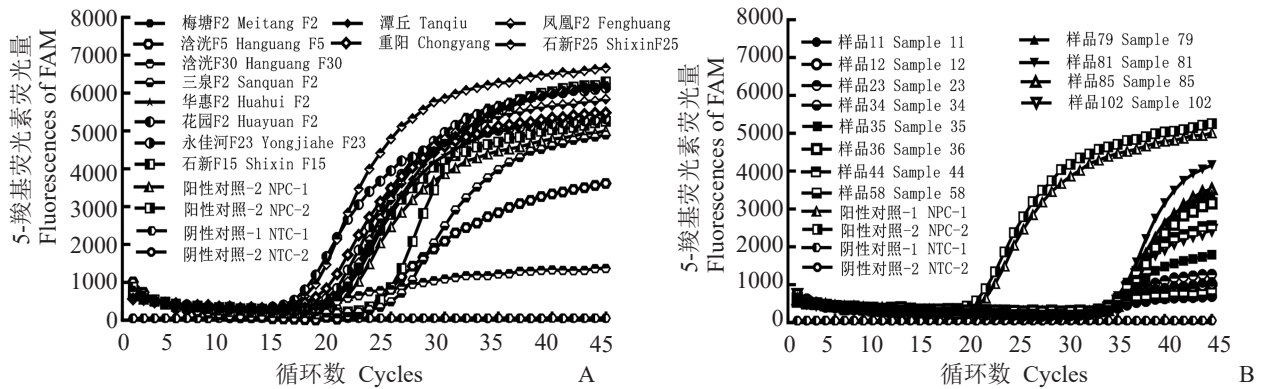 5-羧基荧光素荧光量
Fluorescences of FAM
8000
7000
6000
5000
4000
3000
2000
1000
0
梅塘F2 Meitang F2
浛洸F5 Hanguang F5
浛洸F30 Hanguang F30
三泉F2 Sanquan F2
华惠F2 Huahui F2
花园F2 Huayuan F2
永佳河F23 Yongjiahe F23
石新F15 Shixin F15
阳性对照-2 NPC-1
阳性对照-2 NPC-2
阴性对照-1 NTC-1
阴性对照-2 NTC-2
潭丘 Tanqiu
重阳 Chongyang
凤凰F2 Fenghuang
石新F25 ShixinF25
0 5 10 15 20 25 30 35 40 45
循环数 Cycles
A
5-羧基荧光素荧光量
Fluorescences of FAM
8000
7000
6000
5000
4000
3000
2000
1000
0
样品11 Sample 11
样品12 Sample 12
样品23 Sample 23
样品34 Sample 34
样品35 Sample 35
样品36 Sample 36
样品44 Sample 44
样品58 Sample 58
阳性对照-1 NPC-1
阳性对照-2 NPC-2
阴性对照-1 NTC-1
阴性对照-2 NTC-2
样品79 Sample 79
样品81 Sample 81
样品85 Sample 85
样品102 Sample 102
0 5 10 15 20 25 30 35 40 45
循环数 Cycles
B